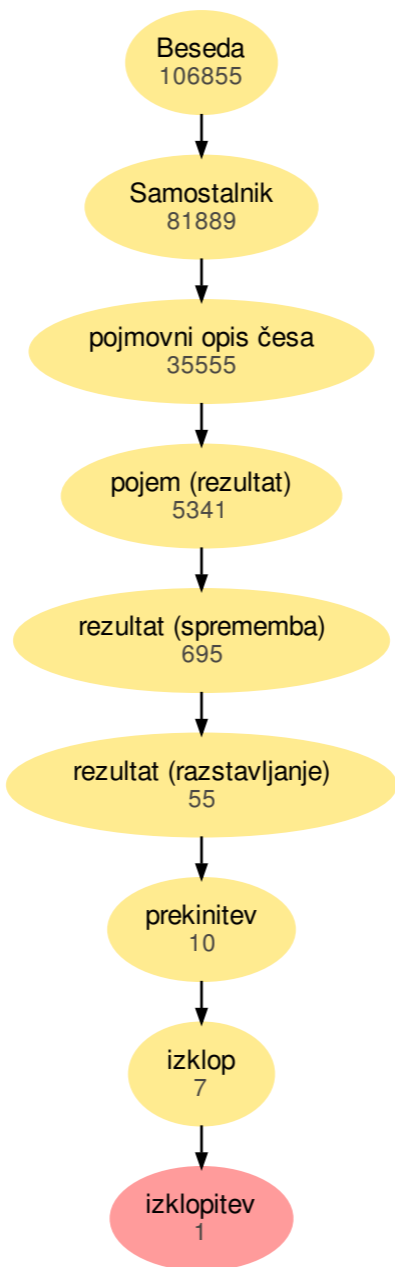 Beseda
106855
Samostalnik
81889
pojmovni opis česa
35555
pojem (rezultat)
5341
rezultat (sprememba)
695
rezultat (razstavljanje)
55
prekinitev
10
izklop
7
izklopitev
1